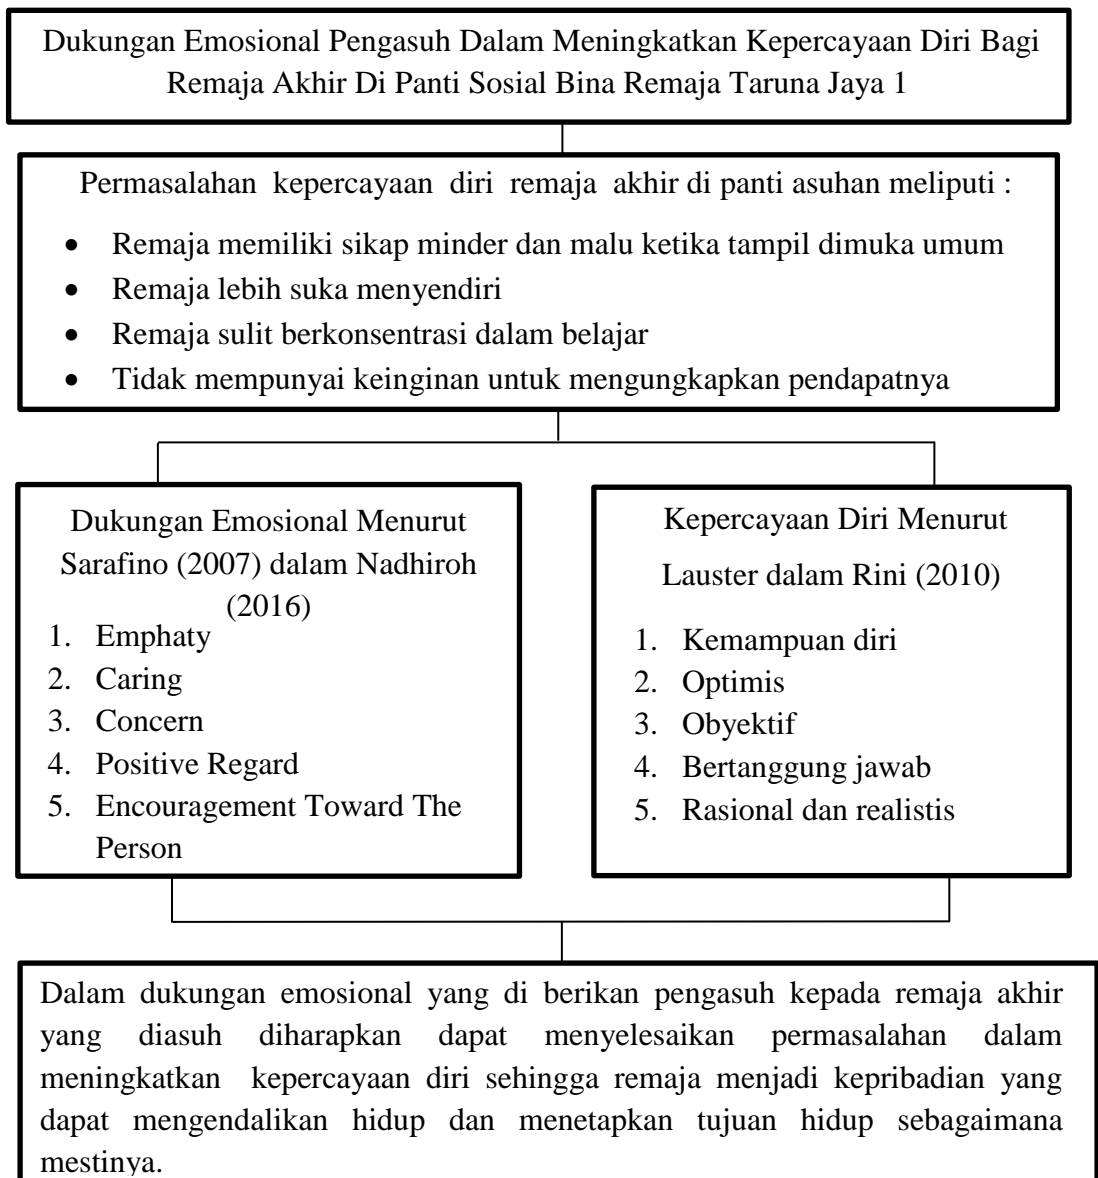 Dukungan Emosional Pengasuh Dalam Meningkatkan Kepercayaan Diri Bagi
Remaja Akhir Di Panti Sosial Bina Remaja Taruna Jaya 1
Permasalahan kepercayaan diri remaja akhir di panti asuhan meliputi :
• Remaja memiliki sikap minder dan malu ketika tampil dimuka umum
• Remaja lebih suka menyendiri
• Remaja sulit berkonsentrasi dalam belajar
• Tidak mempunyai keinginan untuk mengungkapkan pendapatnya
Dukungan Emosional Menurut
Sarafino (2007) dalam Nadhiroh
(2016)
1. Emphaty
2. Caring
3. Concern
4. Positive Regard
5. Encouragement Toward The
Person
Kepercayaan Diri Menurut
Lauster dalam Rini (2010)
1. Kemampuan diri
2. Optimis
3. Obyektif
4. Bertanggung jawab
5. Rasional dan realistis
Dalam dukungan emosional yang di berikan pengasuh kepada remaja akhir
yang diasuh diharapkan dapat menyelesaikan permasalahan dalam
meningkatkan kepercayaan diri sehingga remaja menjadi kepribadian yang
dapat mengendalikan hidup dan menetapkan tujuan hidup sebagaimana
mestinya.